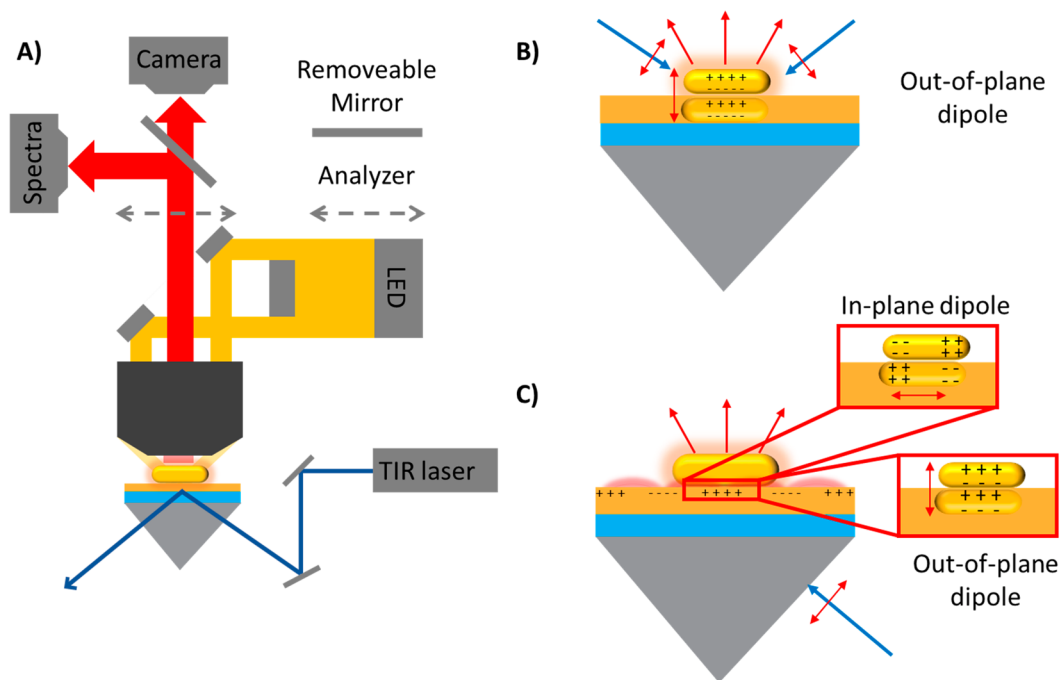 A)
Camera
Removeable
Mirror
Spectra
Analyzer
LED
TIR laser
B)
+ + + +
- - - - -
+ + + +
- - - - -
Out-of-plane
dipole
C)
In-plane dipole
- - + +
- - + +
+ + - -
+ + - -
+ + + - - - - + + + + - - - - + + +
+ + +
- - -
+ + +
- - -
Out-of-plane
dipole